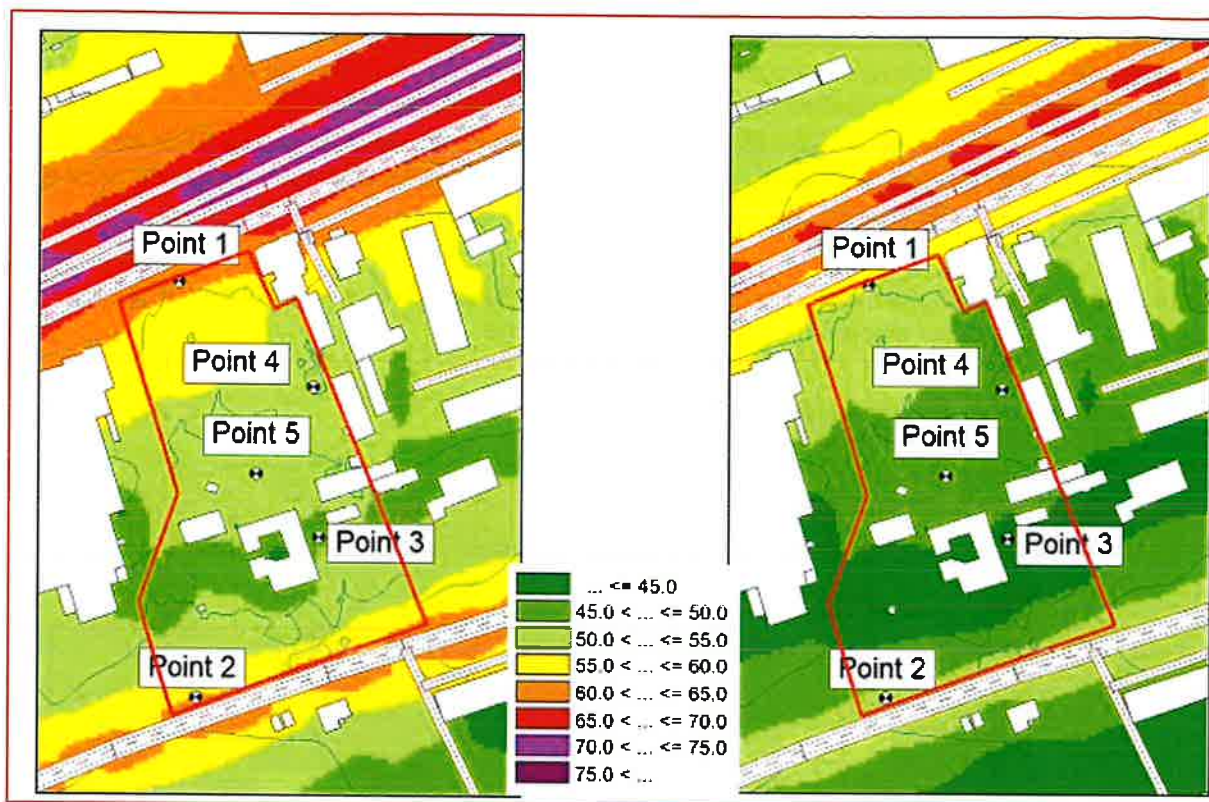 Point 1
Point 4
Point 5
Point 3
Point 2
... <= 45.0
45.0 < ... <= 50.0
50.0 < ... <= 55.0
55.0 < ... <= 60.0
60.0 < ... <= 65.0
65.0 < ... <= 70.0
70.0 < ... <= 75.0
75.0 < ...
Point 1
Point 4
Point 5
Point 3
Point 2